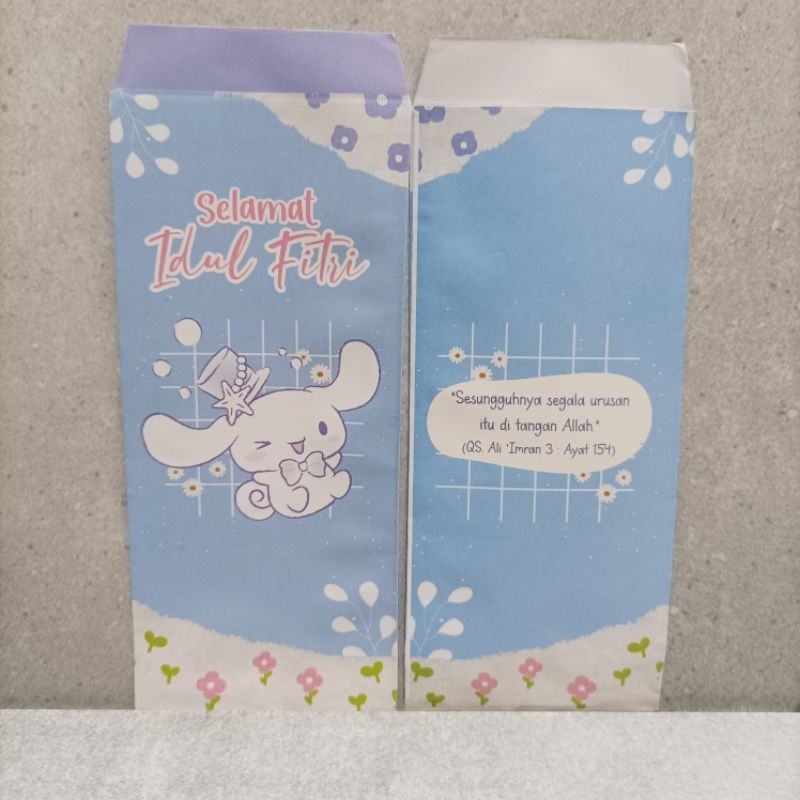 Selamat
Idul Fitri
"Sesungguhnya segala urusan
itu di tangan Allah."
(QS. Ali 'Imran 3 : Ayat 154)